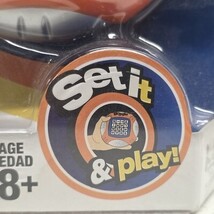 Set it
& play!
AGE
EDAD
8+